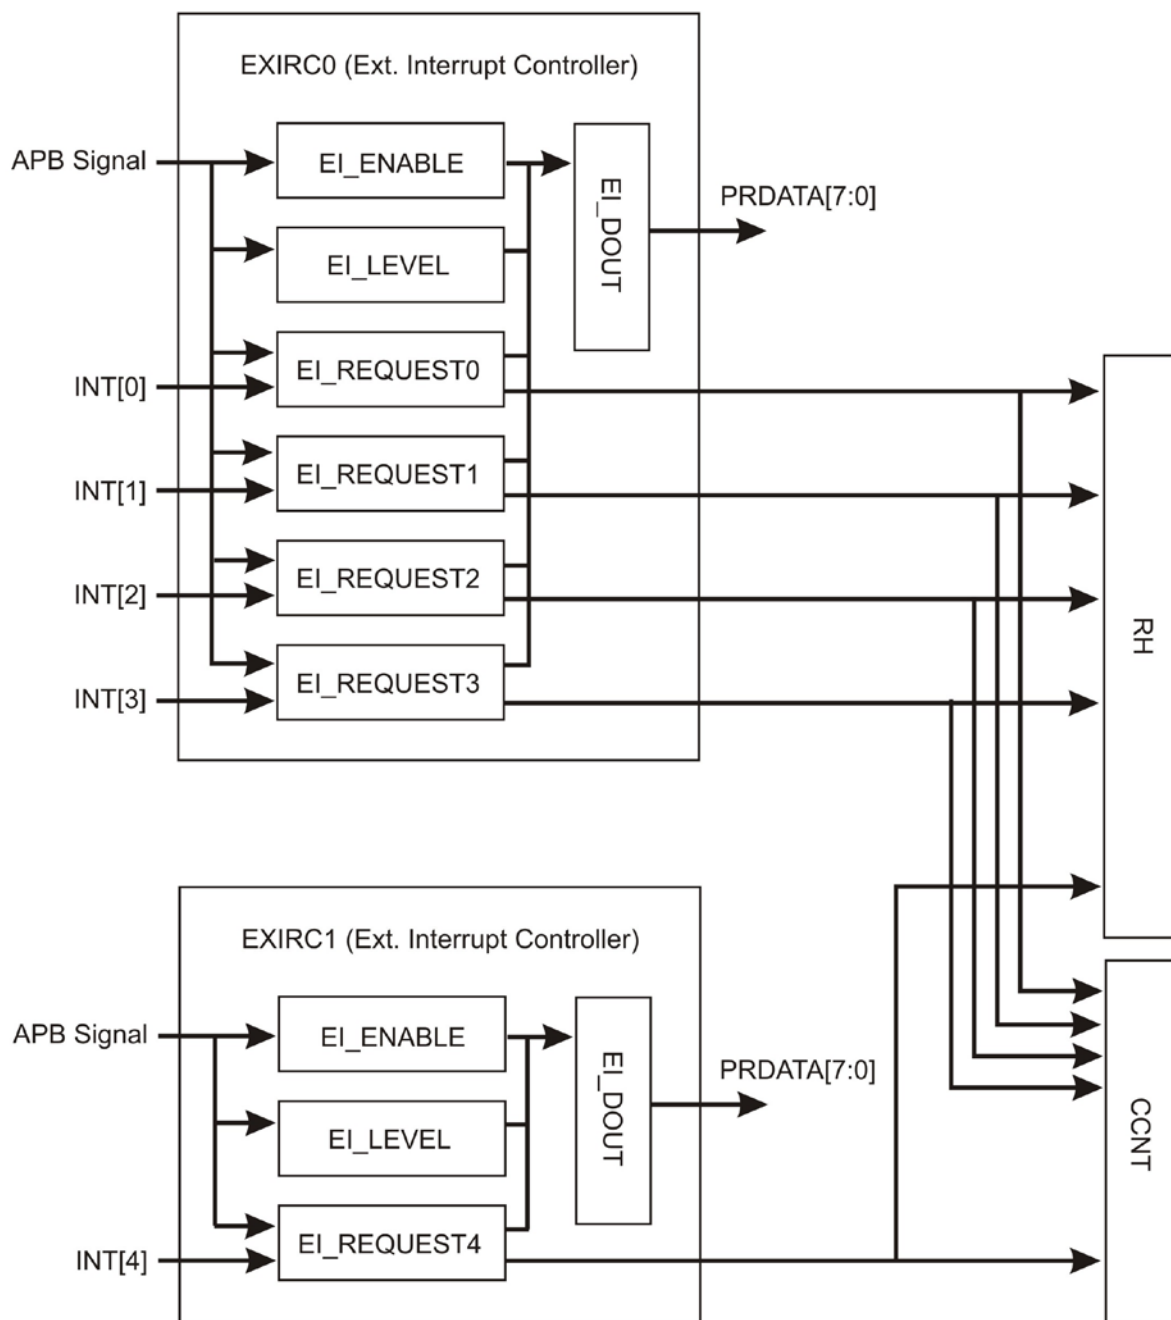 EXIRC0 (Ext. Interrupt Controller)
APB Signal
EI_ENABLE
EI_DOUT
PRDATA[7:0]
EI_LEVEL
EI_REQUEST0
INT[0]
EI_REQUEST1
INT[1]
EI_REQUEST2
INT[2]
EI_REQUEST3
INT[3]
RH
EXIRC1 (Ext. Interrupt Controller)
APB Signal
EI_ENABLE
EI_DOUT
PRDATA[7:0]
EI_LEVEL
EI_REQUEST4
INT[4]
CCNT